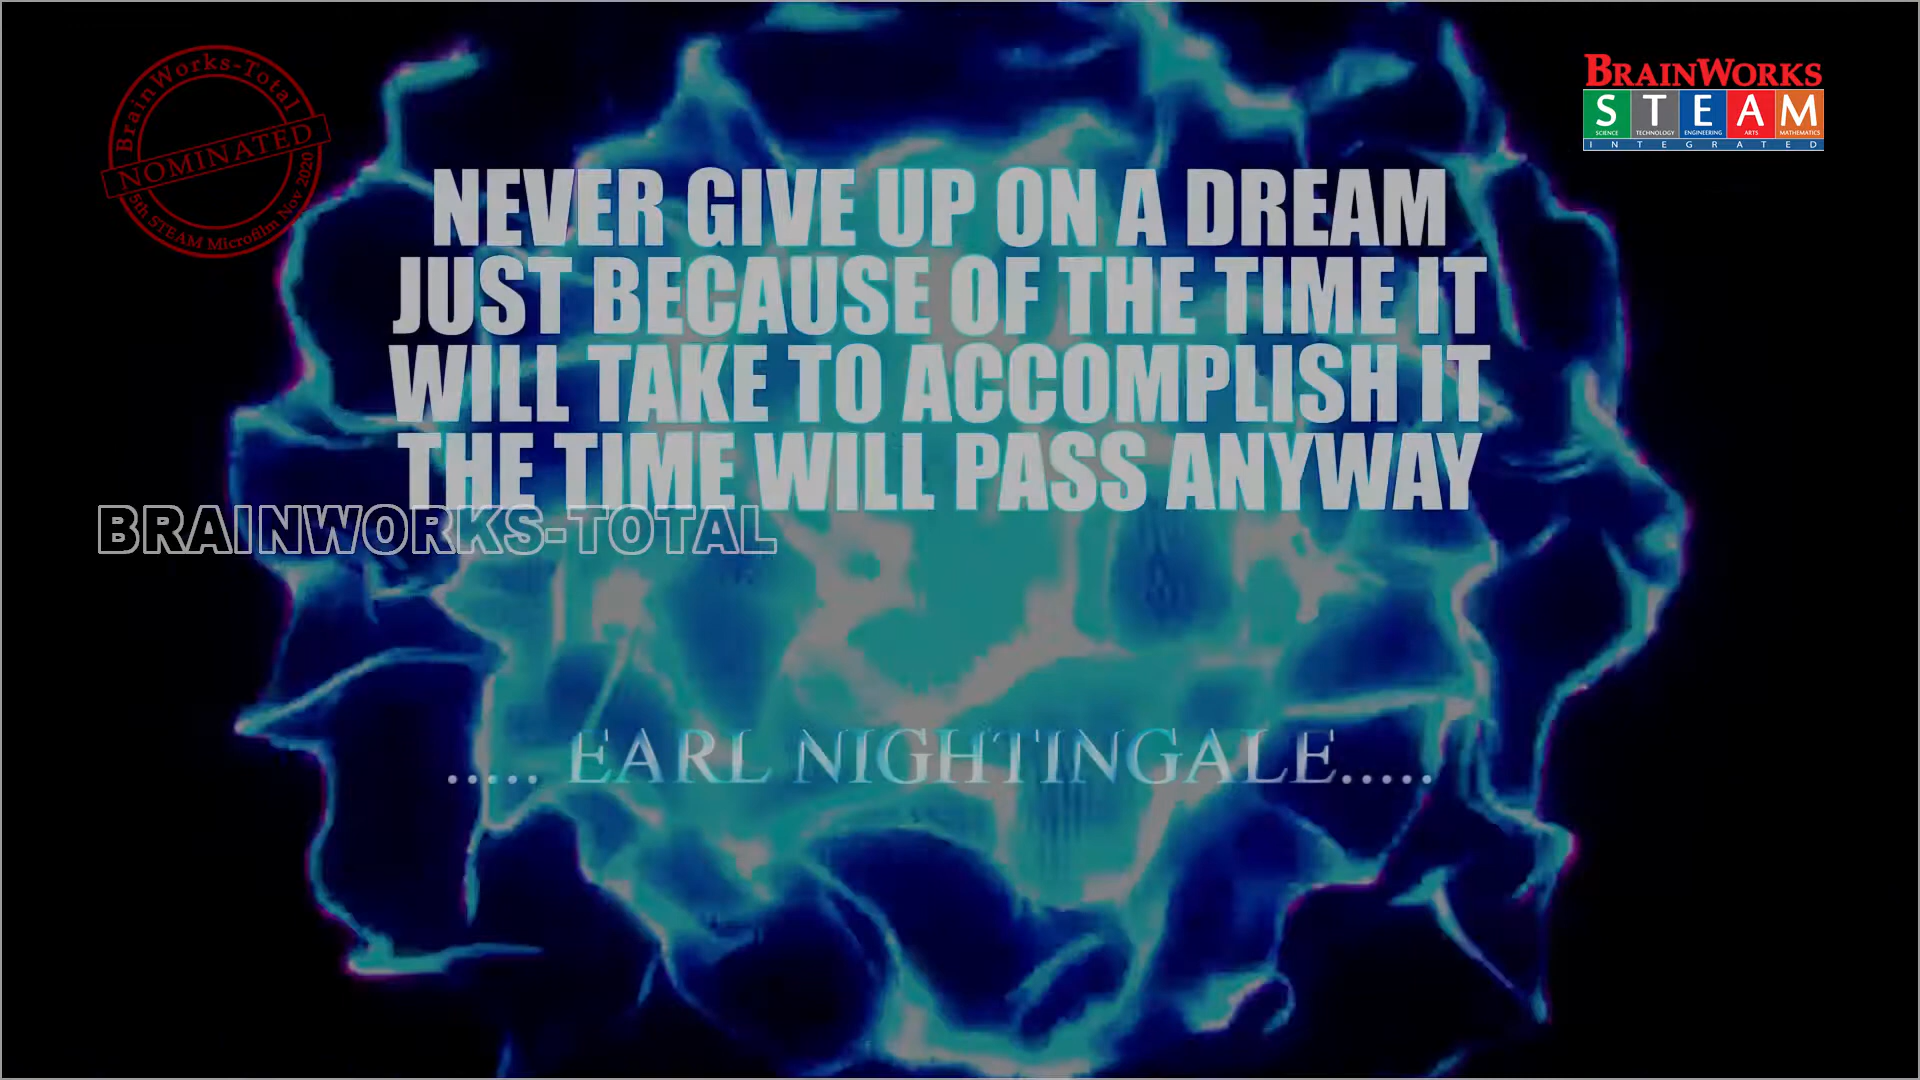 BrainWorks-Total
NOMINATED
5th STEAM Microfilm Nov 2020
BRAINWORKS
STEAM
SCIENCE TECHNOLOGY ENGINEERING ARTS MATHEMATICS
INTEGRATED
NEVER GIVE UP ON A DREAM
JUST BECAUSE OF THE TIME IT
WILL TAKE TO ACCOMPLISH IT
THE TIME WILL PASS ANYWAY
BRAINWORKS-TOTAL
..... EARL NIGHTINGALE.....